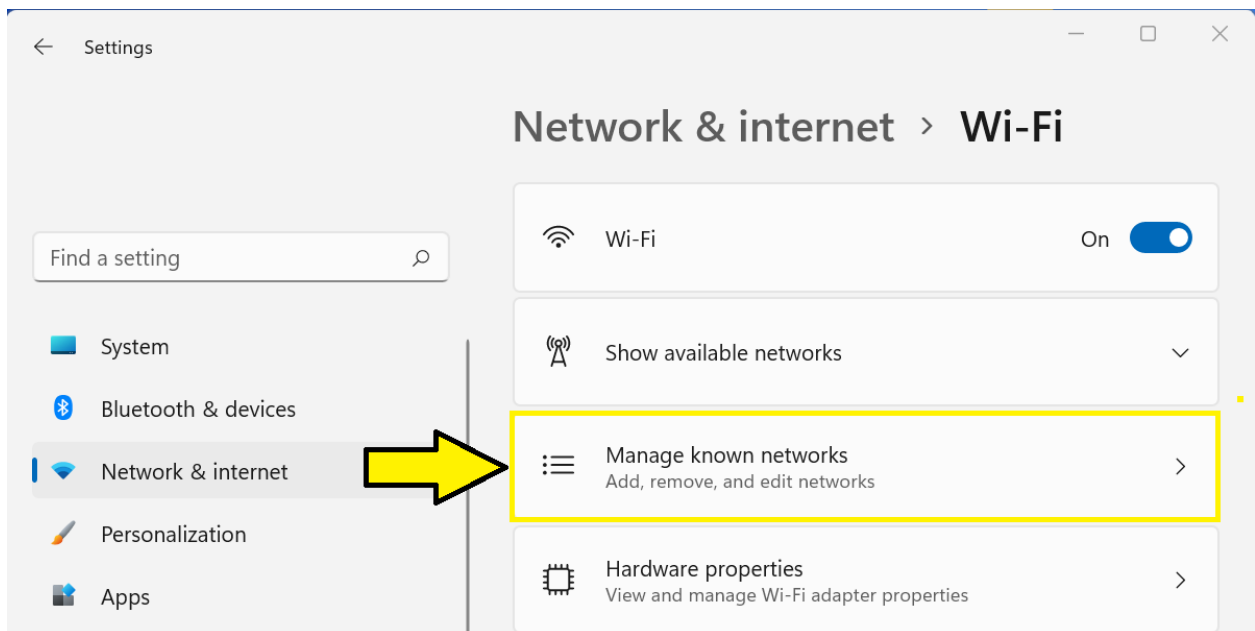 Settings
Network & internet › Wi-Fi
Find a setting
System
Bluetooth & devices
Network & internet
Personalization
Apps
Wi-Fi On
Show available networks
Manage known networks
Add, remove, and edit networks
Hardware properties
View and manage Wi-Fi adapter properties